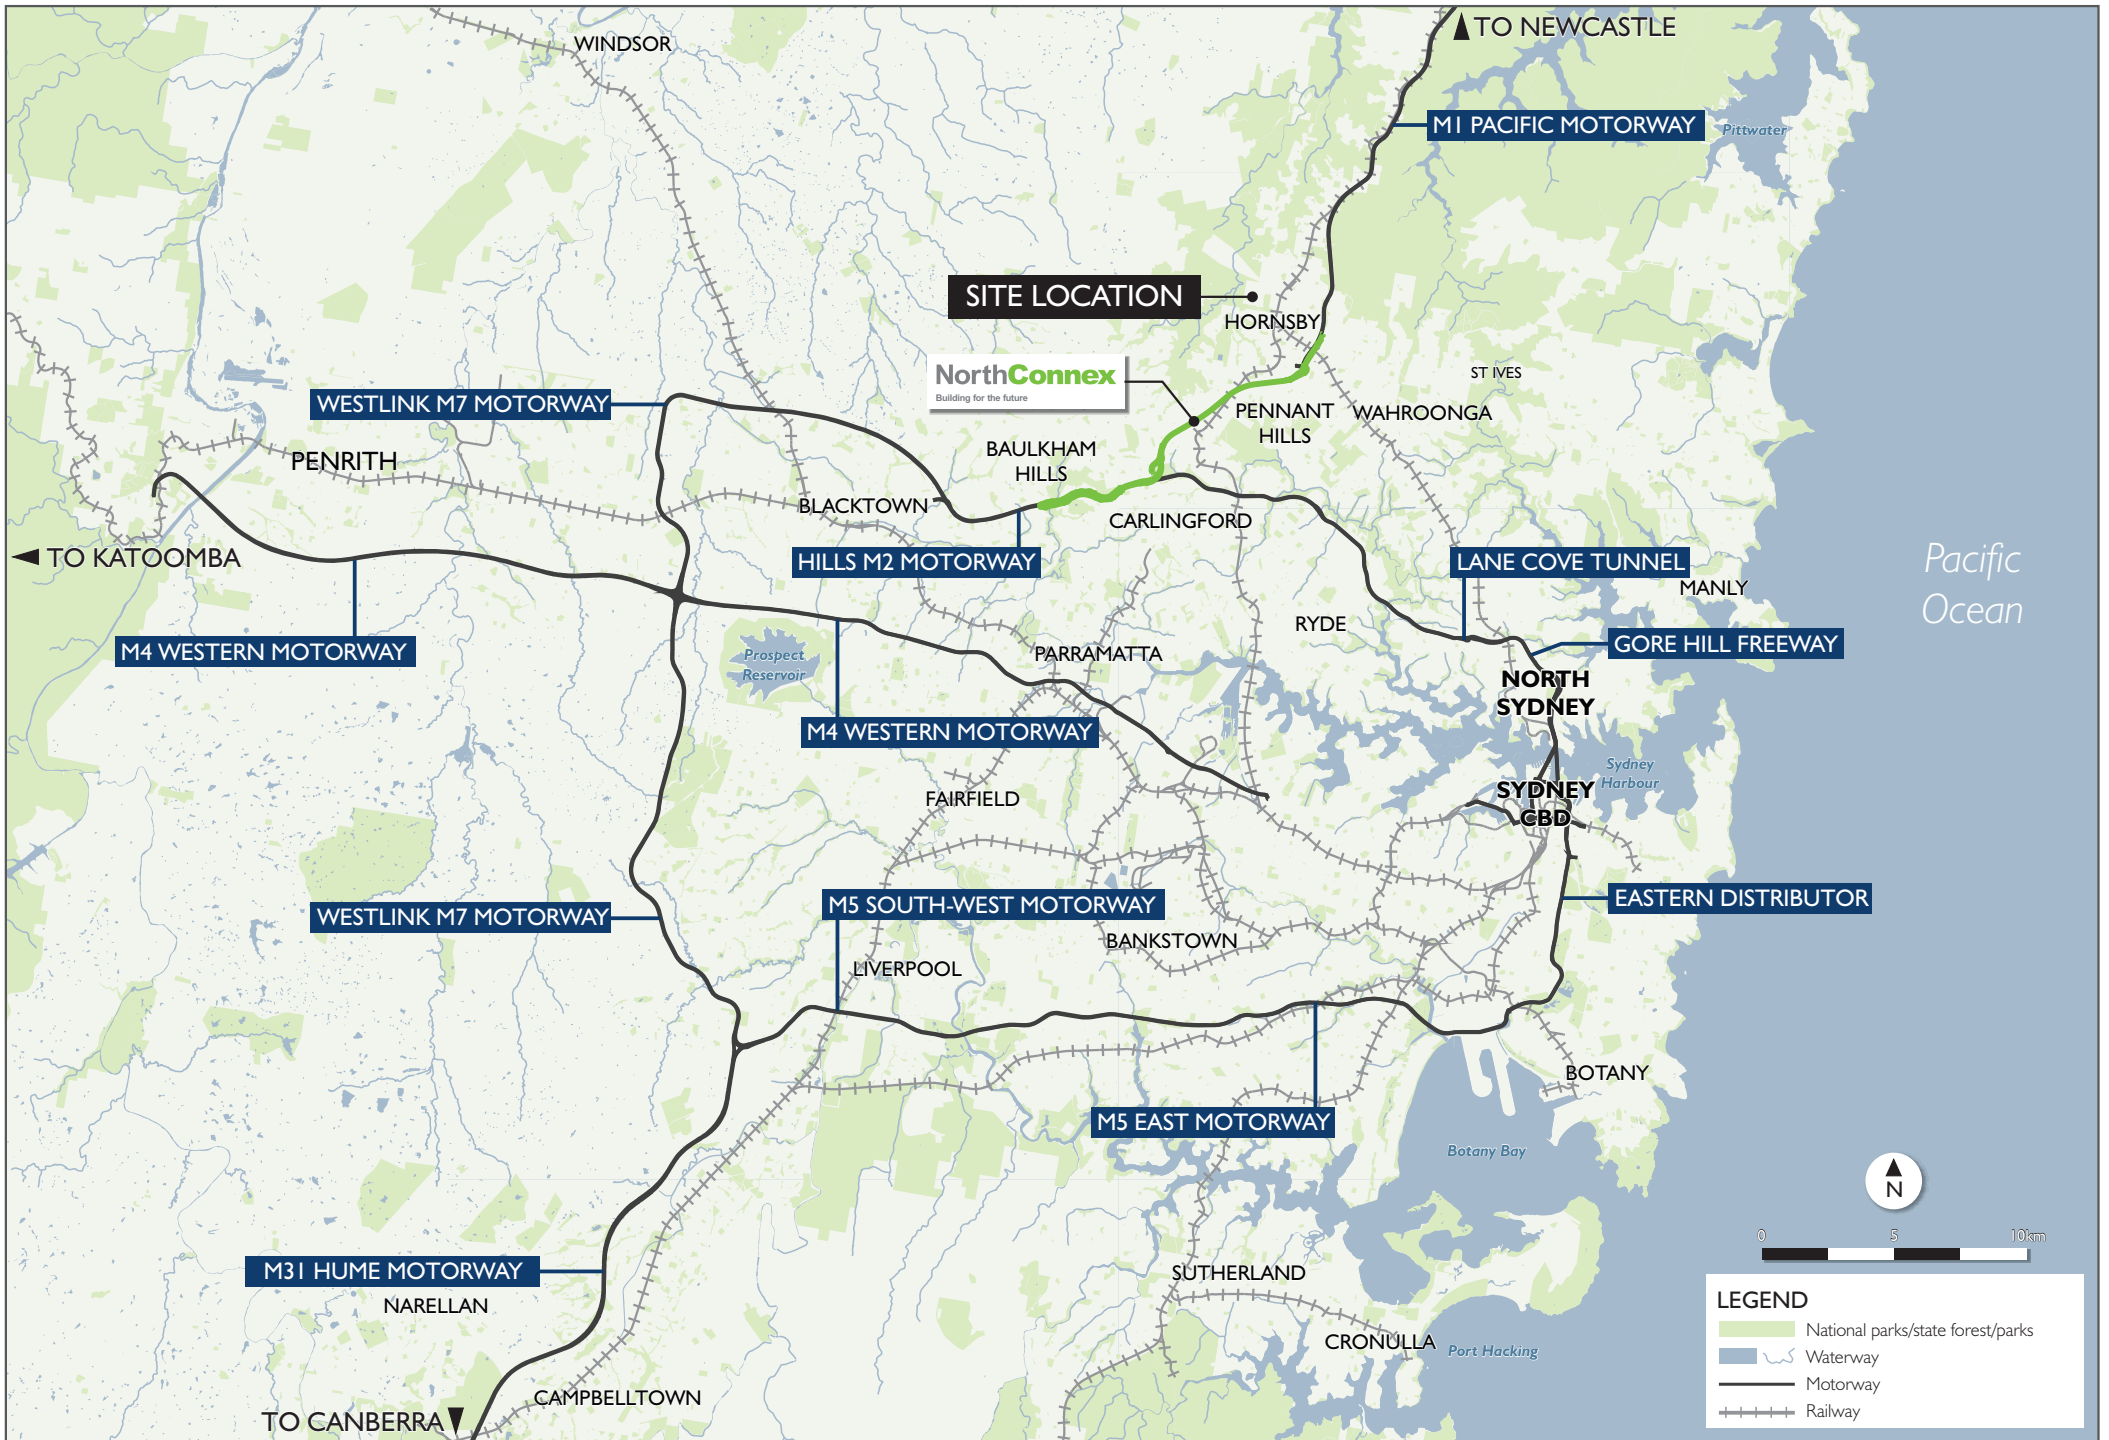 TO NEWCASTLE
WINDSOR
M1 PACIFIC MOTORWAY
Pittwater
SITE LOCATION
HORNSBY
NorthConnex
Building for the future
ST IVES
WESTLINK M7 MOTORWAY
PENNANT
HILLS
WAHROONGA
BAULKHAM
HILLS
PENRITH
BLACKTOWN
CARLINGFORD
TO KATOOMBA
HILLS M2 MOTORWAY
LANE COVE TUNNEL
MANLY
Pacific
Ocean
RYDE
M4 WESTERN MOTORWAY
Prospect
Reservoir
PARRAMATTA
GORE HILL FREEWAY
NORTH
SYDNEY
M4 WESTERN MOTORWAY
Sydney
Harbour
FAIRFIELD
SYDNEY
CBD
WESTLINK M7 MOTORWAY
M5 SOUTH-WEST MOTORWAY
EASTERN DISTRIBUTOR
BANKSTOWN
LIVERPOOL
BOTANY
M5 EAST MOTORWAY
Botany Bay
N
0 5 10km
M31 HUME MOTORWAY
NARELLAN
SUTHERLAND
CRONULLA
Port Hacking
CAMPBELLTOWN
TO CANBERRA
LEGEND
National parks/state forest/parks
Waterway
Motorway
Railway